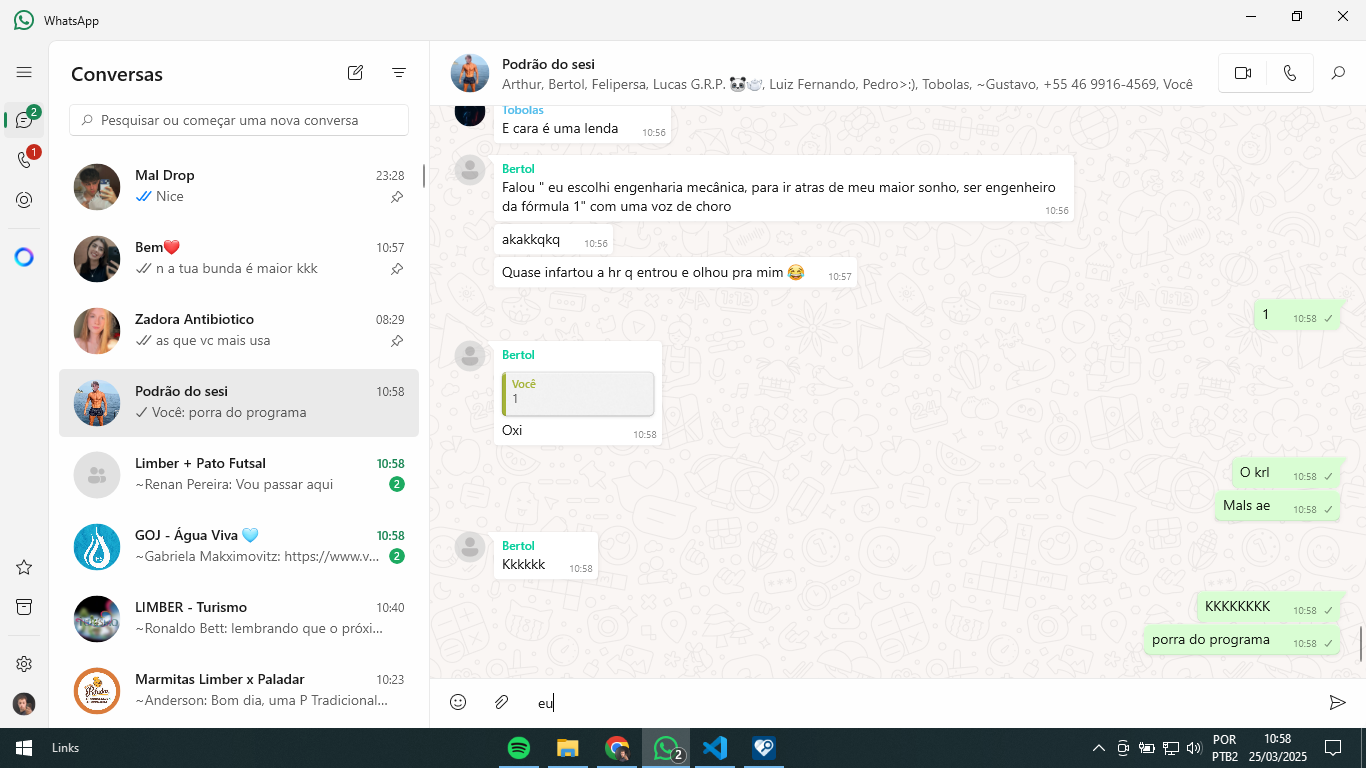 WhatsApp
2
1
Conversas
Pesquisar ou começar uma nova conversa
Mal Drop 23:28
Nice
Bem❤️ 10:57
n a tua bunda é maior kkk
Zadora Antibiotico 08:29
as que vc mais usa
Podrão do sesi 10:58
Você: porra do programa
Limber + Pato Futsal 10:58
~Renan Pereira: Vou passar aqui 2
GOJ - Água Viva 🩵 10:58
~Gabriela Makximovitz: https://www.v... 2
LIMBER - Turismo 10:40
~Ronaldo Bett: lembrando que o próxi...
Marmitas Limber x Paladar 10:23
~Anderson: Bom dia, uma P Tradicional...
Podrão do sesi
Arthur, Bertol, Felipersa, Lucas G.R.P. 🐼, Luiz Fernando, Pedro>:), Tobolas, ~Gustavo, +55 46 9916-4569, Você
Tobolas
E cara é uma lenda 10:56
Bertol
Falou " eu escolhi engenharia mecânica, para ir atras de meu maior sonho, ser engenheiro
da fórmula 1" com uma voz de choro 10:56
akakkqkq 10:56
Quase infartou a hr q entrou e olhou pra mim 😂 10:57
1 10:58
Bertol
Você
1
Oxi 10:58
O krl 10:58
Mals ae 10:58
Bertol
Kkkkkk 10:58
KKKKKKKK 10:58
porra do programa 10:58
eu
Links
2
POR
PTB2
10:58
25/03/2025